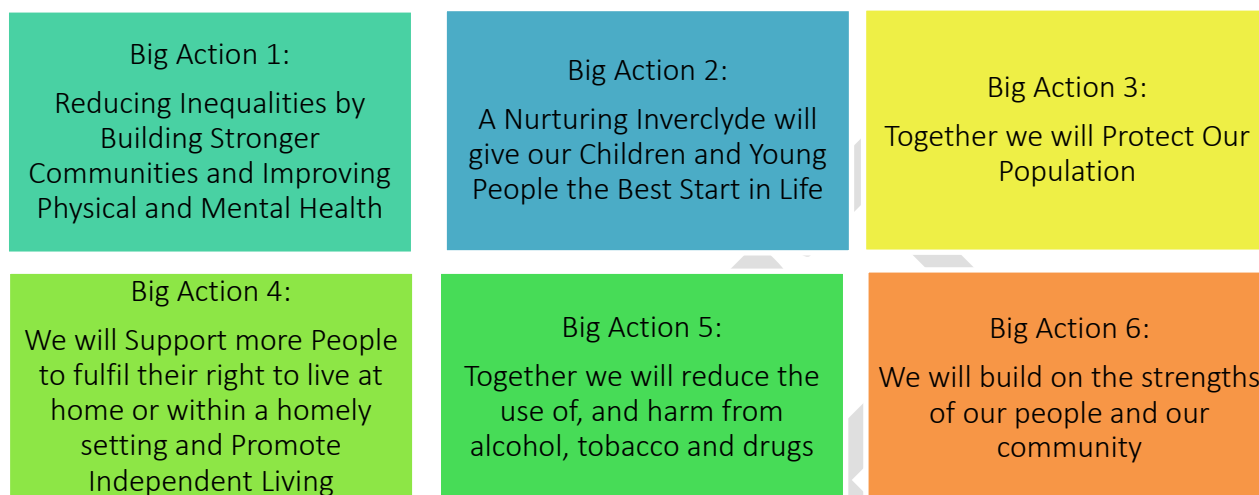 Big Action 1:
Reducing Inequalities by
Building Stronger
Communities and Improving
Physical and Mental Health
Big Action 2:
A Nurturing Inverclyde will
give our Children and Young
People the Best Start in Life
Big Action 3:
Together we will Protect Our
Population
Big Action 4:
We will Support more People
to fulfil their right to live at
home or within a homely
setting and Promote
Independent Living
Big Action 5:
Together we will reduce the
use of, and harm from
alcohol, tobacco and drugs
Big Action 6:
We will build on the strengths
of our people and our
community